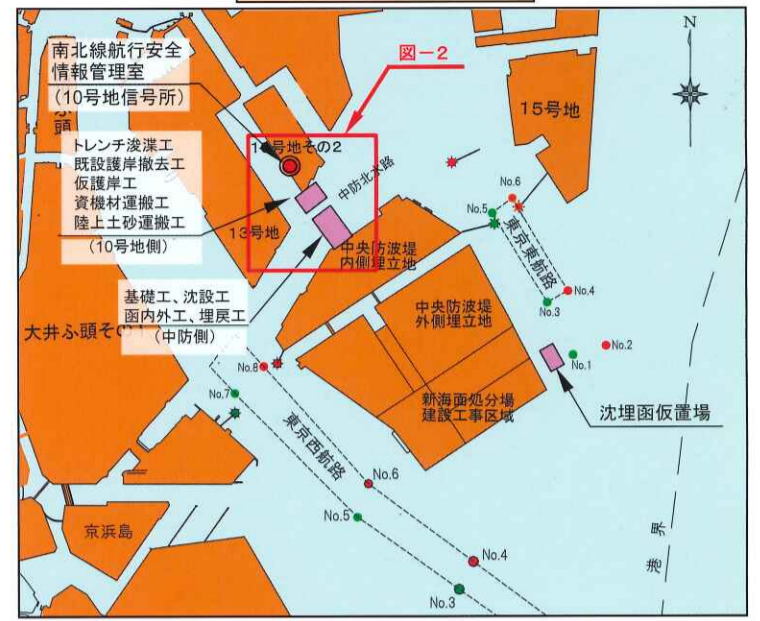 南北線航行安全
情報管理室
(10号地信号所)
図－2
N
15号地
ふ頭
トレンチ浚渫工
既設護岸撤去工
仮護岸工
資機材運搬工
陸上土砂運搬工
(10号地側)
号地その2
中防北水路
13号地
中央防波堤
内側埋立地
No.6
No.5
東京東航路
No.4
No.3
基礎工、沈設工
函内外工、埋戻工
(中防側)
大井ふ頭その1
中央防波堤
外側埋立地
No.2
No.1
No.8
No.7
新海面処分場
建設工事区域
沈埋函仮置場
東京西航路
No.6
No.5
京浜島
No.4
No.3
港界